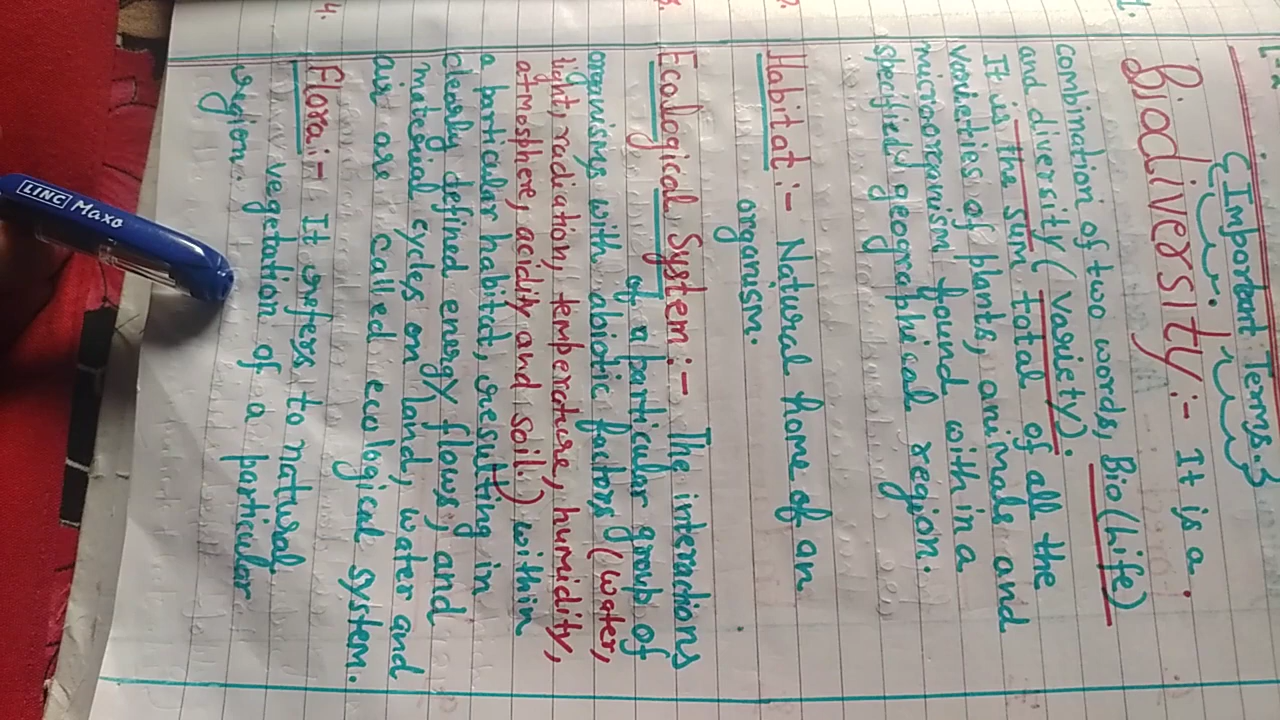 {Important Terms.}
1. Biodiversity :- It is a
combination of two words, Bio (Life)
and diversity (variety).
It is the sum total of all the
varieties of plants, animals and
microorganism found with in a
specified geographical region.
2. Habitat :- Natural home of an
organism.
3. Ecological System :- The interactions
of a particular group of
organisms with abiotic factors (water,
light, radiation, temperature, humidity,
atmosphere, acidity and soil.) within
a particular habitat, resulting in
clearly defined energy flows, and
material cycles on land, water and
air are called ecological system.
4. Flora :- It refers to natural
vegetation of a particular
region.
LINC Maxo